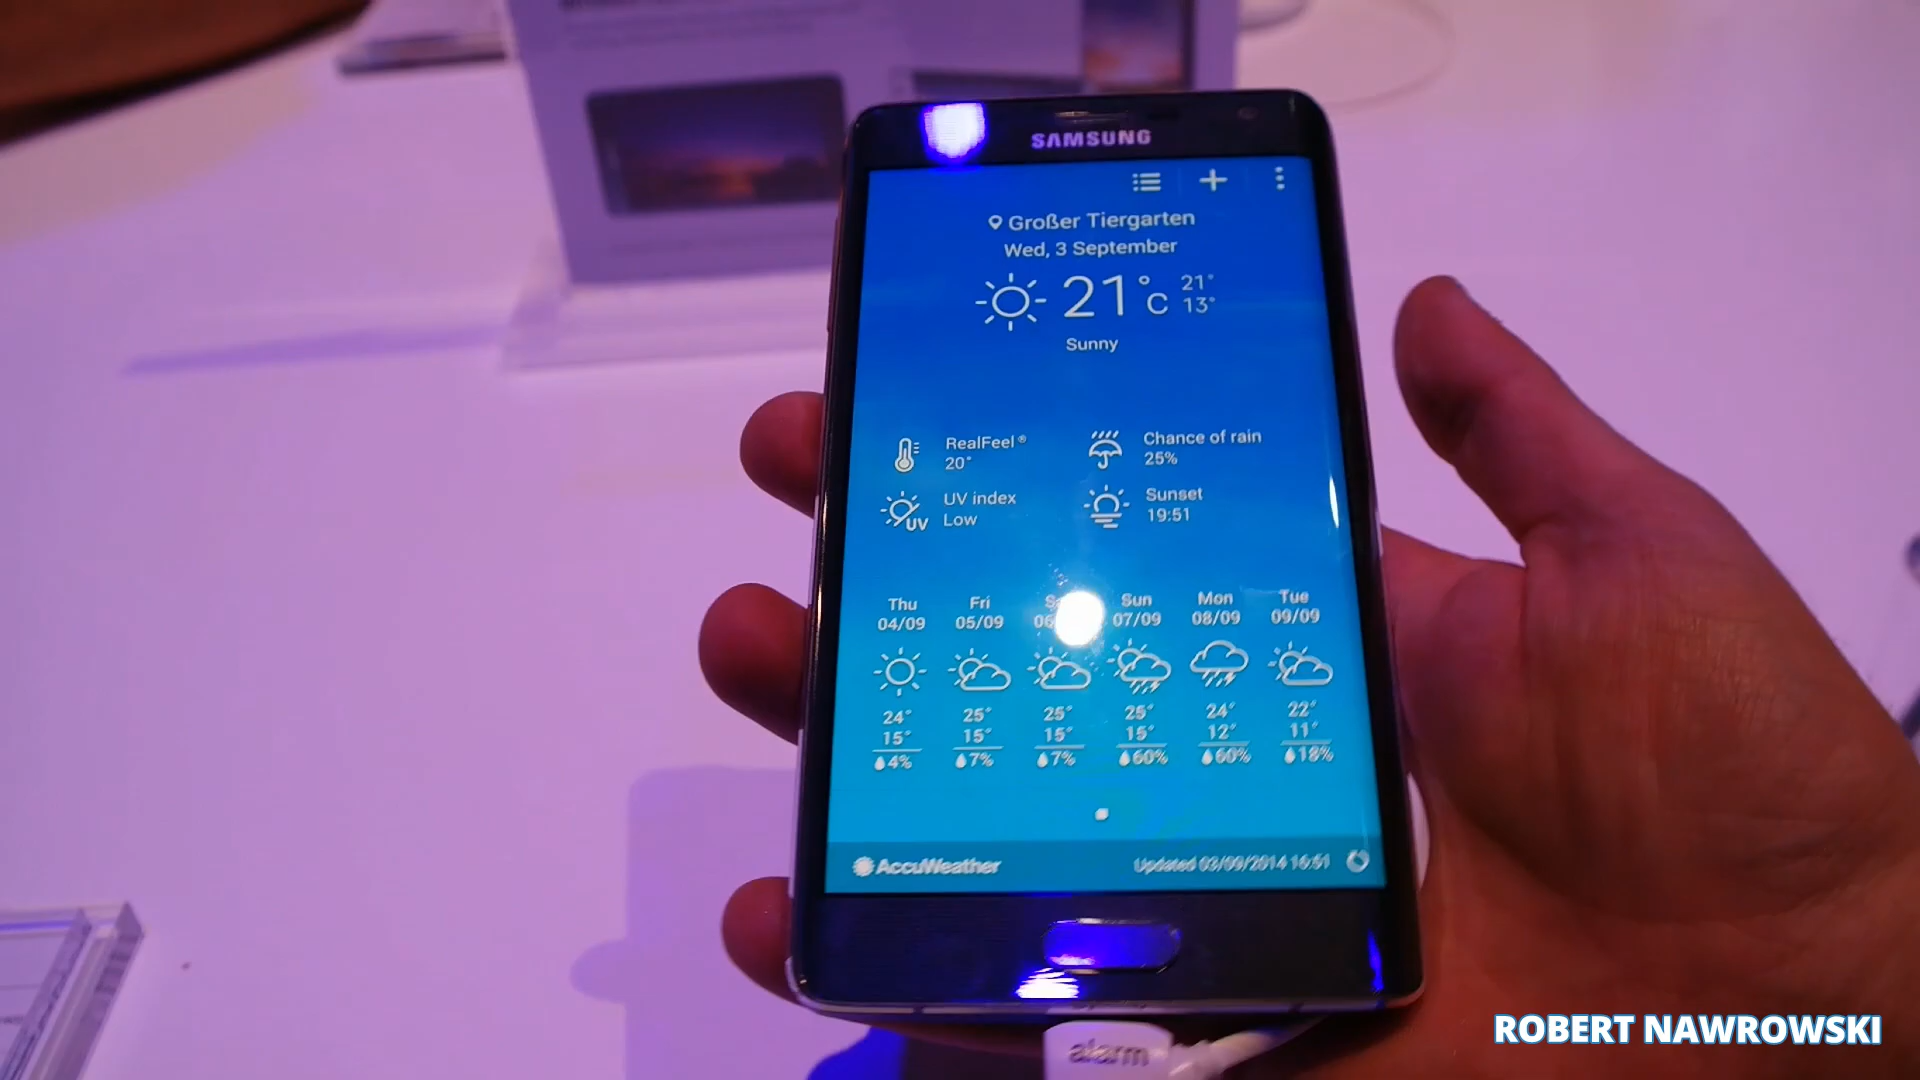 SAMSUNG
Großer Tiergarten
Wed, 3 September
21°C 21° 13°
Sunny
RealFeel® 20°
Chance of rain 25%
UV index Low
Sunset 19:51
UV
Thu Fri Sun Mon Tue
04/09 05/09 06 07/09 08/09 09/09
24° 25° 25° 25° 24° 22°
15° 15° 15° 15° 12° 11°
4% 7% 7% 60% 60% 18%
AccuWeather Updated 03/09/2014 16:51
alarm
ROBERT NAWROWSKI